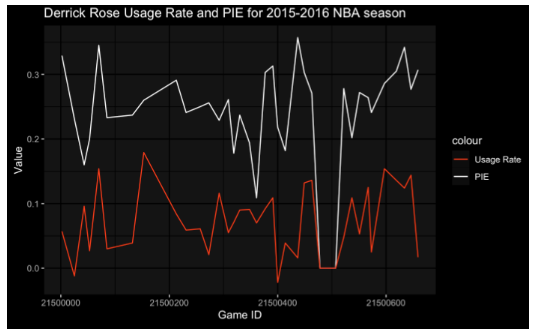 Derrick Rose Usage Rate and PIE for 2015-2016 NBA season
0.3
0.2
0.1
0.0
Value
21500000 21500200 21500400 21500600
Game ID
colour
Usage Rate
PIE